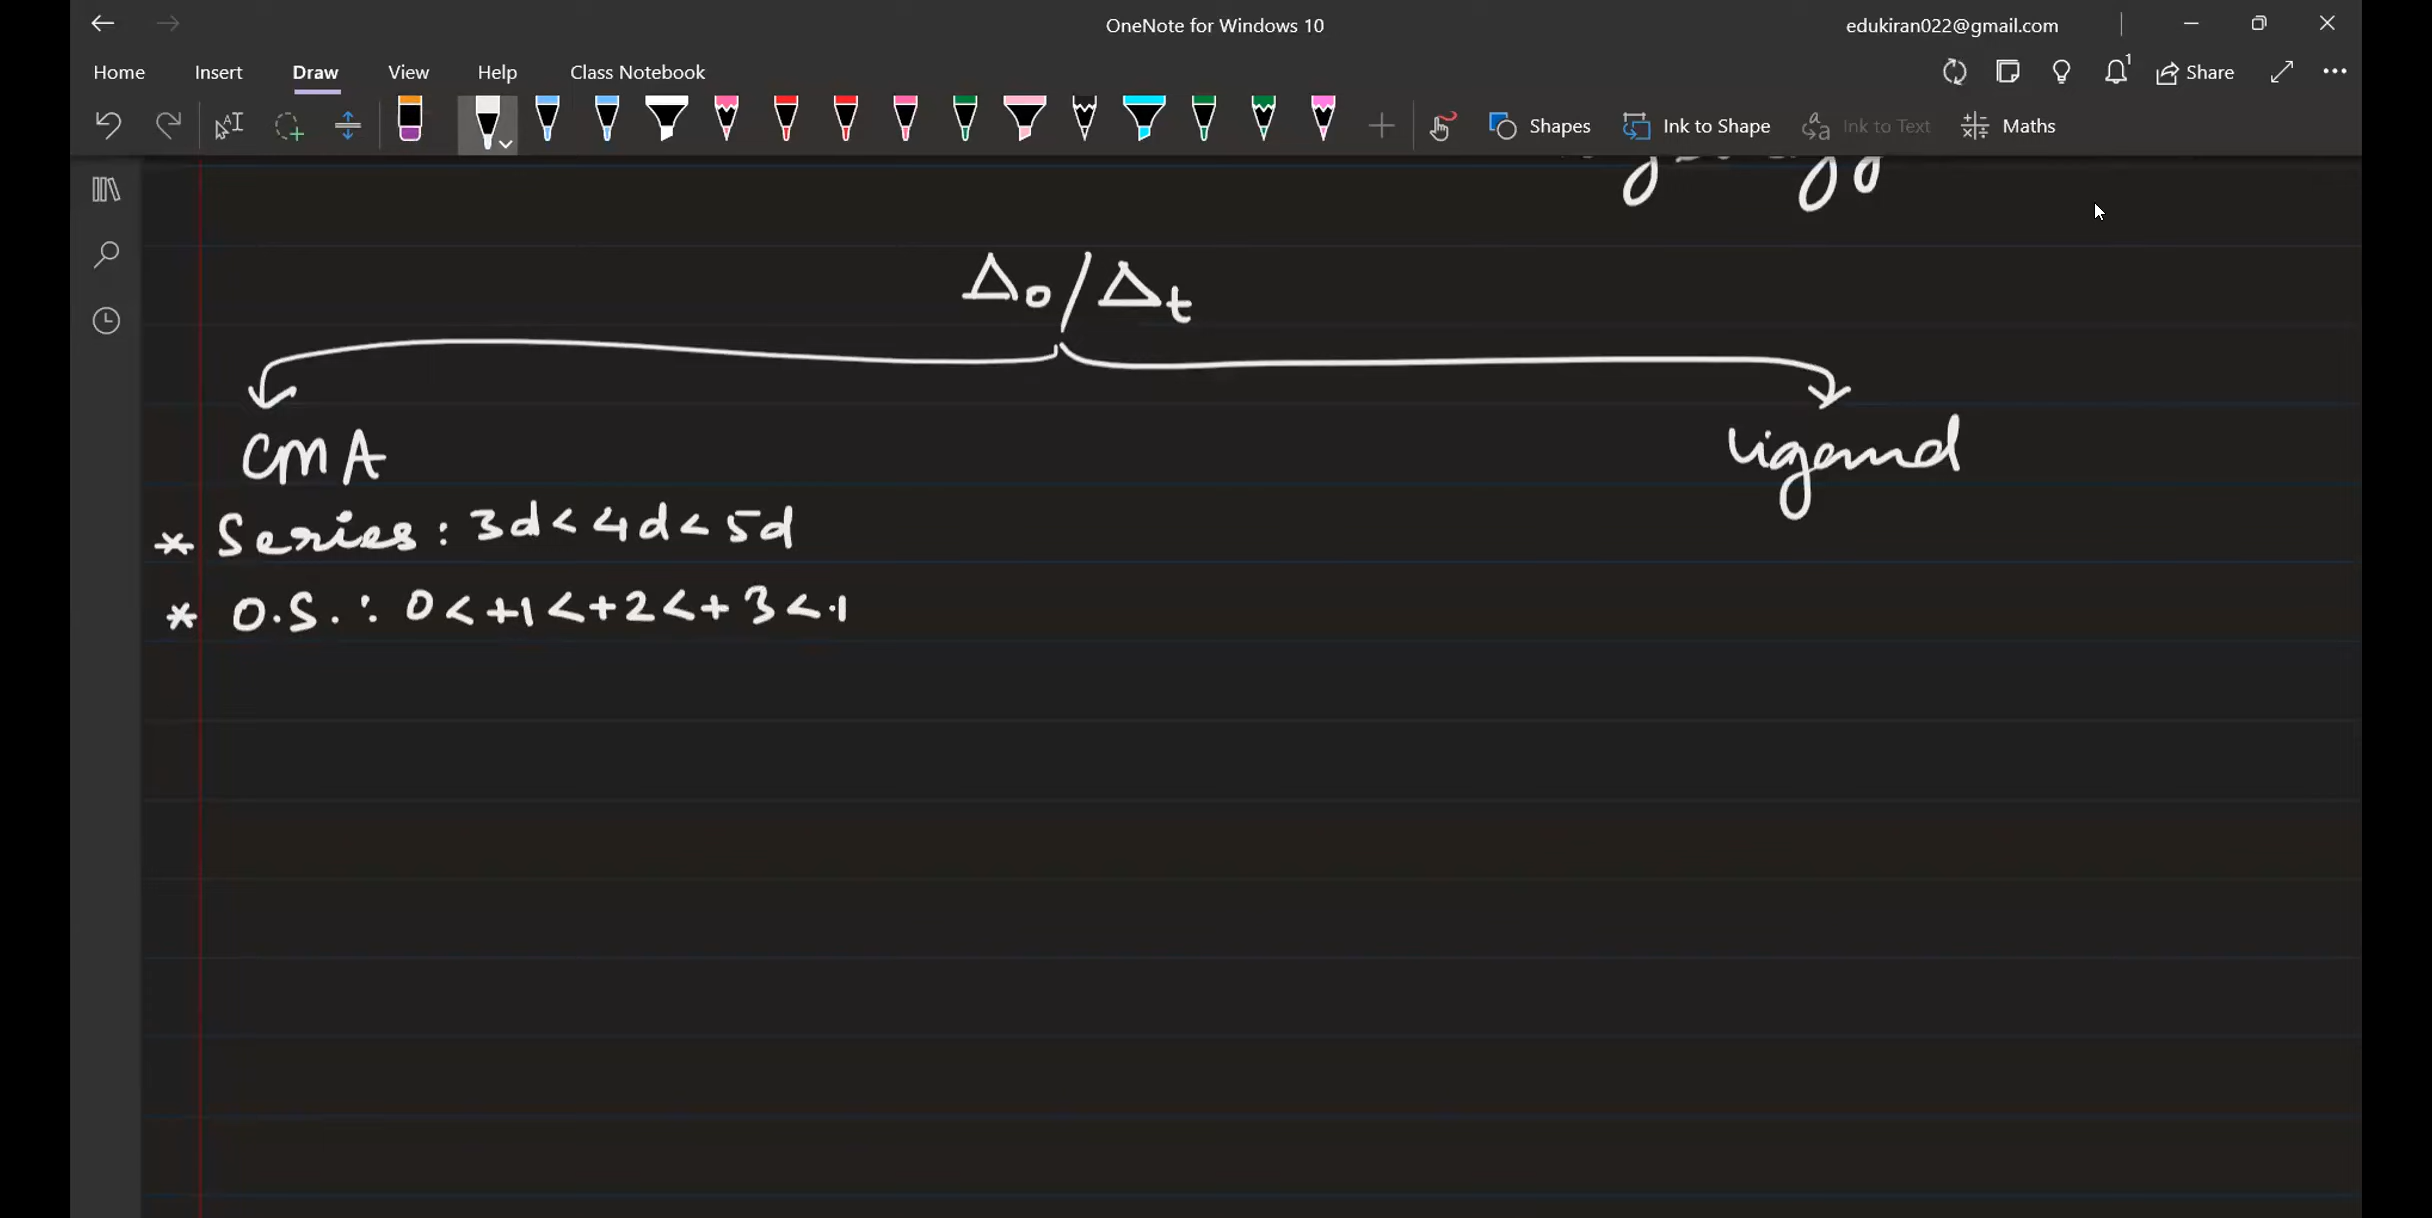 OneNote for Windows 10
edukiran022@gmail.com
Home Insert Draw View Help Class Notebook
1 Share
Shapes Ink to Shape Ink to Text Maths
Δo/Δt
CMA
Ligand
* Series: 3d<4d<5d
* O.S.: 0<+1<+2<+3<